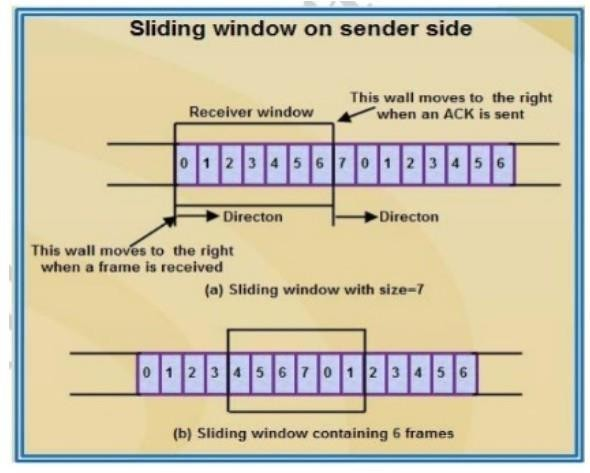 Sliding window on sender side
This wall moves to the right
when an ACK is sent
Receiver window
0 1 2 3 4 5 6 7 0 1 2 3 4 5 6
Directon
Directon
This wall moves to the right
when a frame is received
(a) Sliding window with size=7
0 1 2 3 4 5 6 7 0 1 2 3 4 5 6
(b) Sliding window containing 6 frames